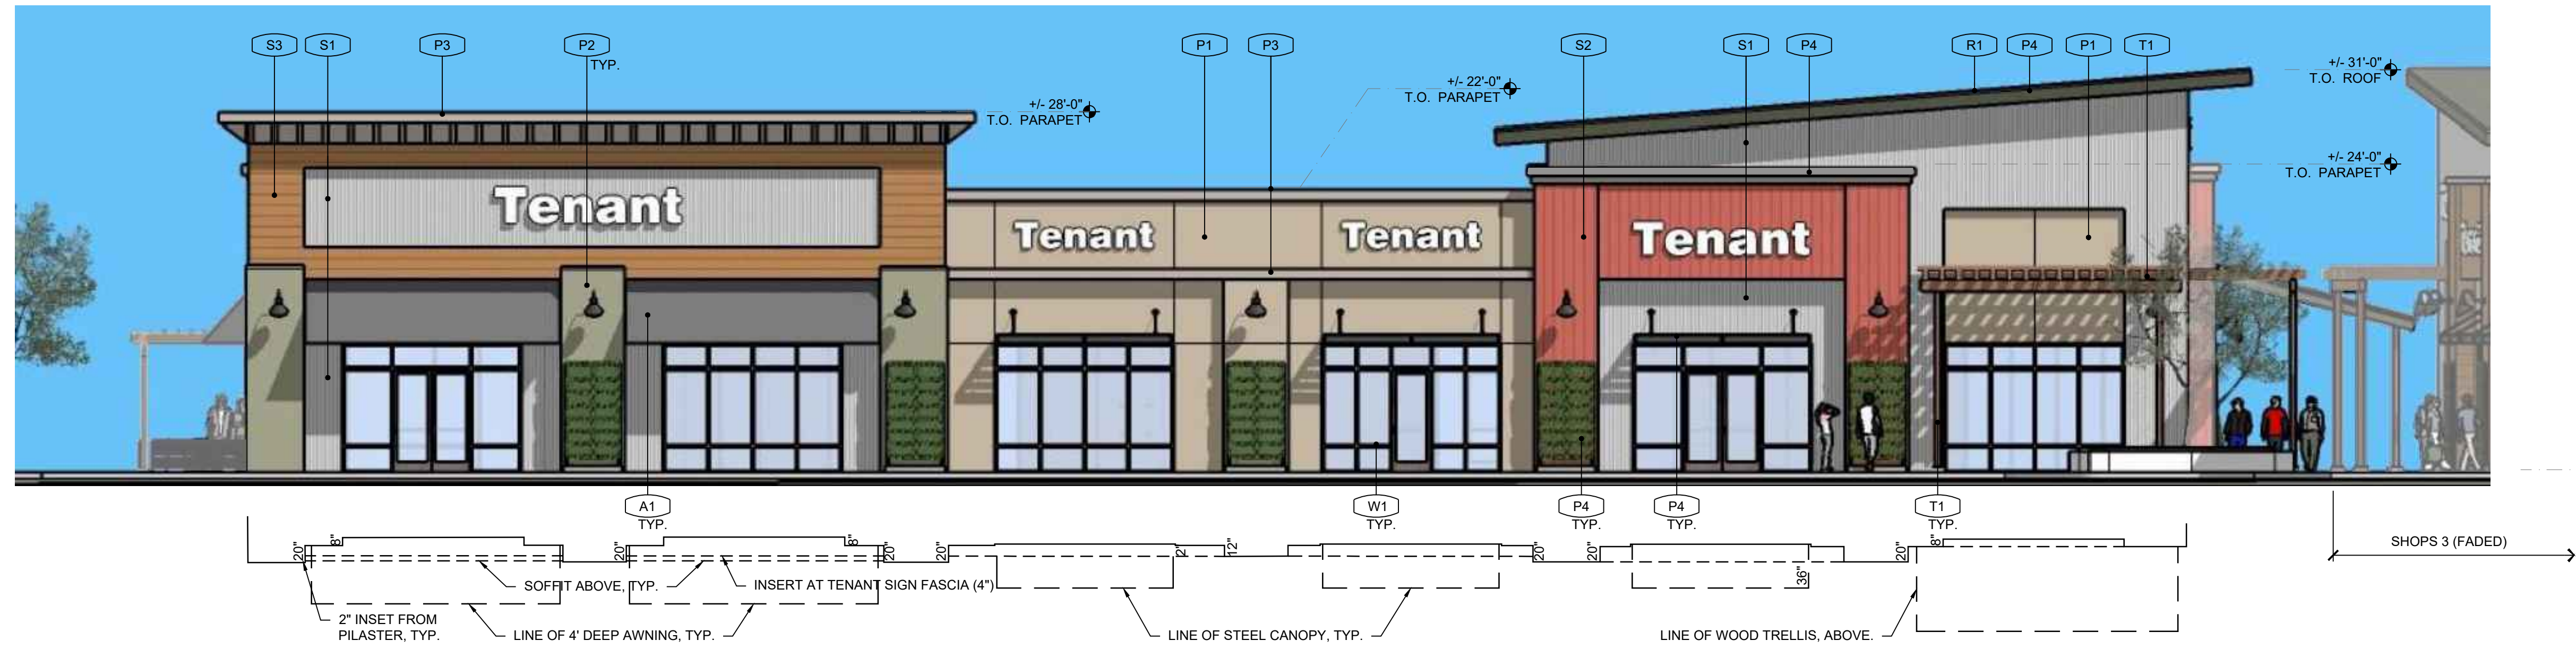 S3 S1 P3 P2 P1 P3 S2 S1 P4 R1 P4 P1 T1
TYP.
+/- 31'-0"
T.O. ROOF
+/- 22'-0"
T.O. PARAPET
+/- 28'-0"
T.O. PARAPET
+/- 24'-0"
T.O. PARAPET
Tenant
Tenant
Tenant
Tenant
A1 W1 P4 P4 T1
TYP. TYP. TYP. TYP. TYP.
20" 8" 20" 8" 20" 20" 2" 12" 20" 20" 36" 20" 8"
SHOPS 3 (FADED)
SOFFIT ABOVE, TYP.
INSERT AT TENANT SIGN FASCIA (4")
2" INSET FROM
PILASTER, TYP.
LINE OF 4' DEEP AWNING, TYP.
LINE OF STEEL CANOPY, TYP.
LINE OF WOOD TRELLIS, ABOVE.